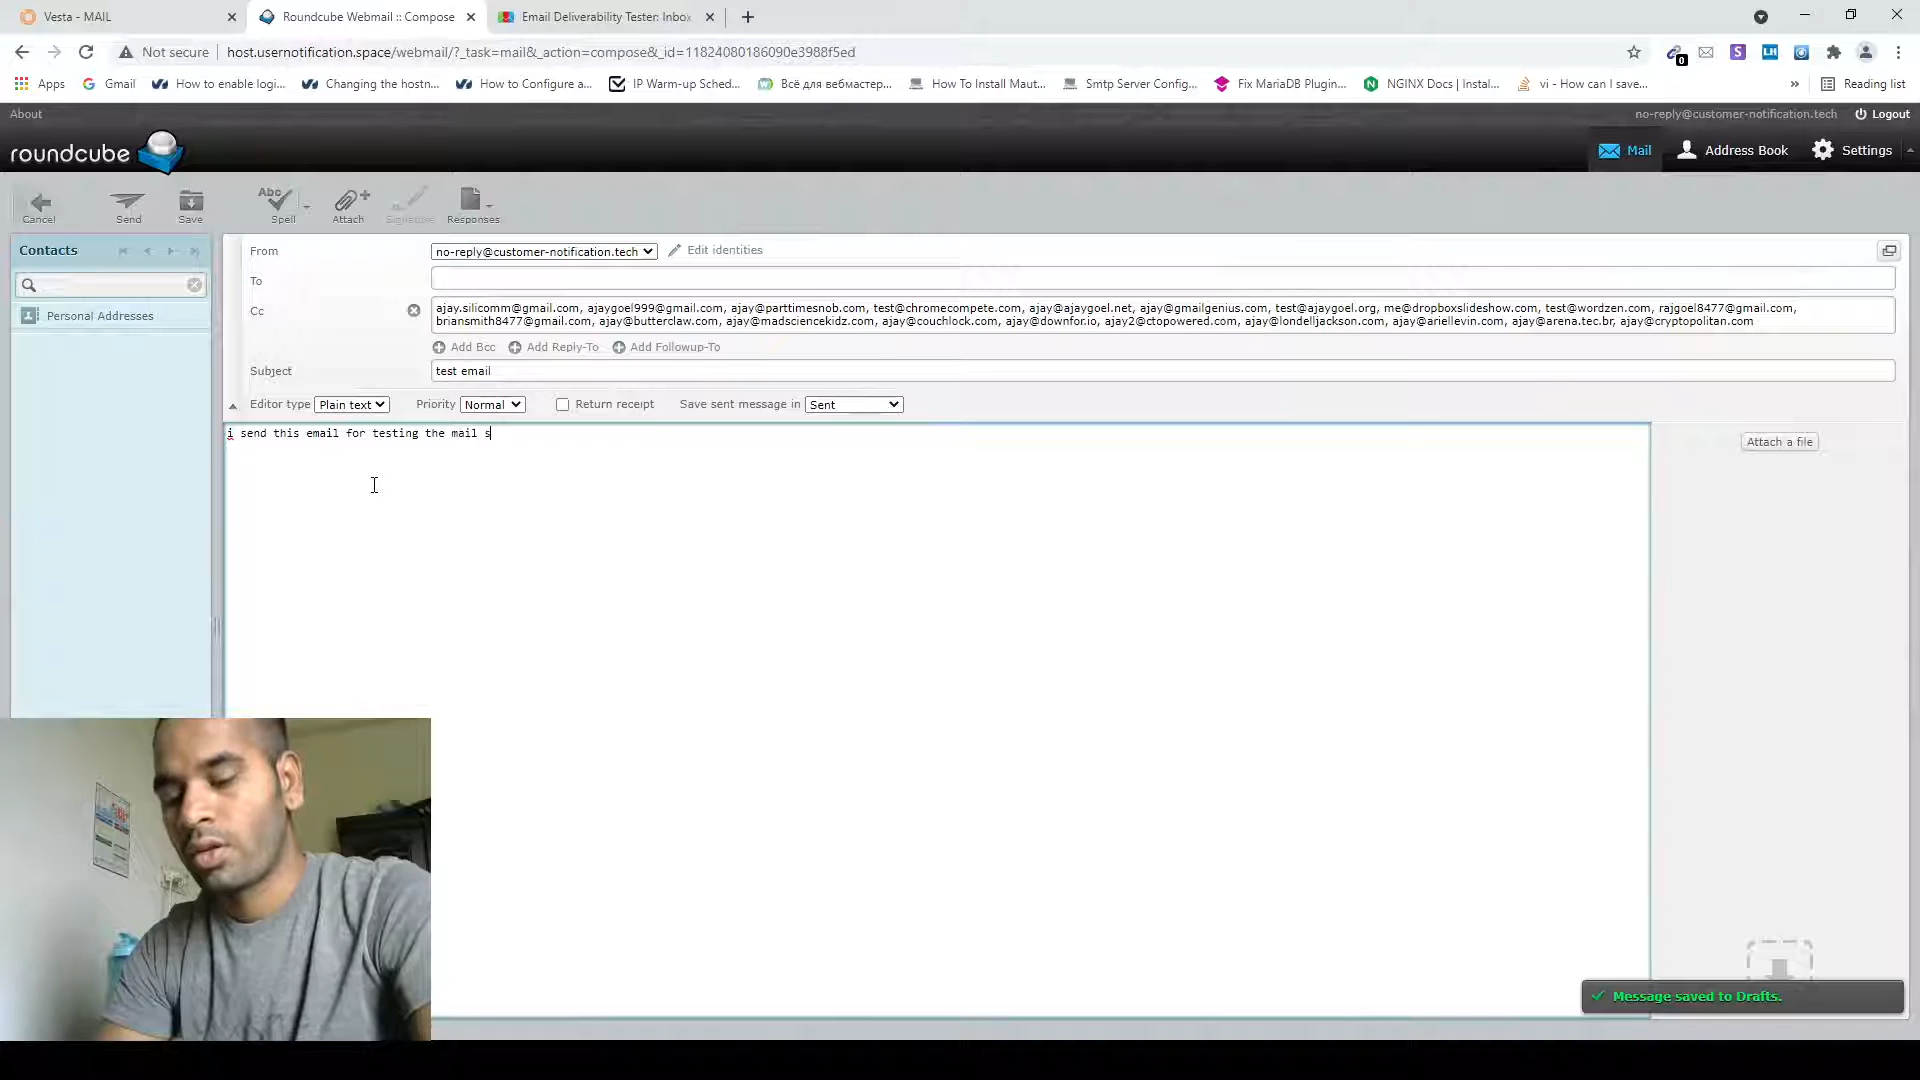 Vesta - MAIL
Roundcube Webmail :: Compose
Email Deliverability Tester: Inbo
Not secure
host.usernotification.space/webmail/?_task=mail&_action=compose&_id=11824080186090e3988f5ed
0
S
LH
Apps
Gmail
How to enable logi...
Changing the hostn...
How to Configure a...
IP Warm-up Sched...
Всё для вебмастер...
How To Install Maut...
Smtp Server Config...
Fix MariaDB Plugin...
NGINX Docs | Instal...
vi - How can I save...
»
Reading list
About
no-reply@customer-notification.tech
Logout
roundcube
Mail
Address Book
Settings
Cancel
Send
Save
Abc
Spell
Attach
Signature
Responses
Contacts
Personal Addresses
From
no-reply@customer-notification.tech
Edit identities
To
Cc
ajay.silicomm@gmail.com, ajaygoel999@gmail.com, ajay@parttimesnob.com, test@chromecompete.com, ajay@ajaygoel.net, ajay@gmailgenius.com, test@ajaygoel.org, me@dropboxslideshow.com, test@wordzen.com, rajgoel8477@gmail.com,
briansmith8477@gmail.com, ajay@butterclaw.com, ajay@madsciencekidz.com, ajay@couchlock.com, ajay@downfor.io, ajay2@ctopowered.com, ajay@londelljackson.com, ajay@ariellevin.com, ajay@arena.tec.br, ajay@cryptopolitan.com
Add Bcc
Add Reply-To
Add Followup-To
Subject
test email
Editor type
Plain text
Priority
Normal
Return receipt
Save sent message in
Sent
i send this email for testing the mail s
Attach a file
Message saved to Drafts.